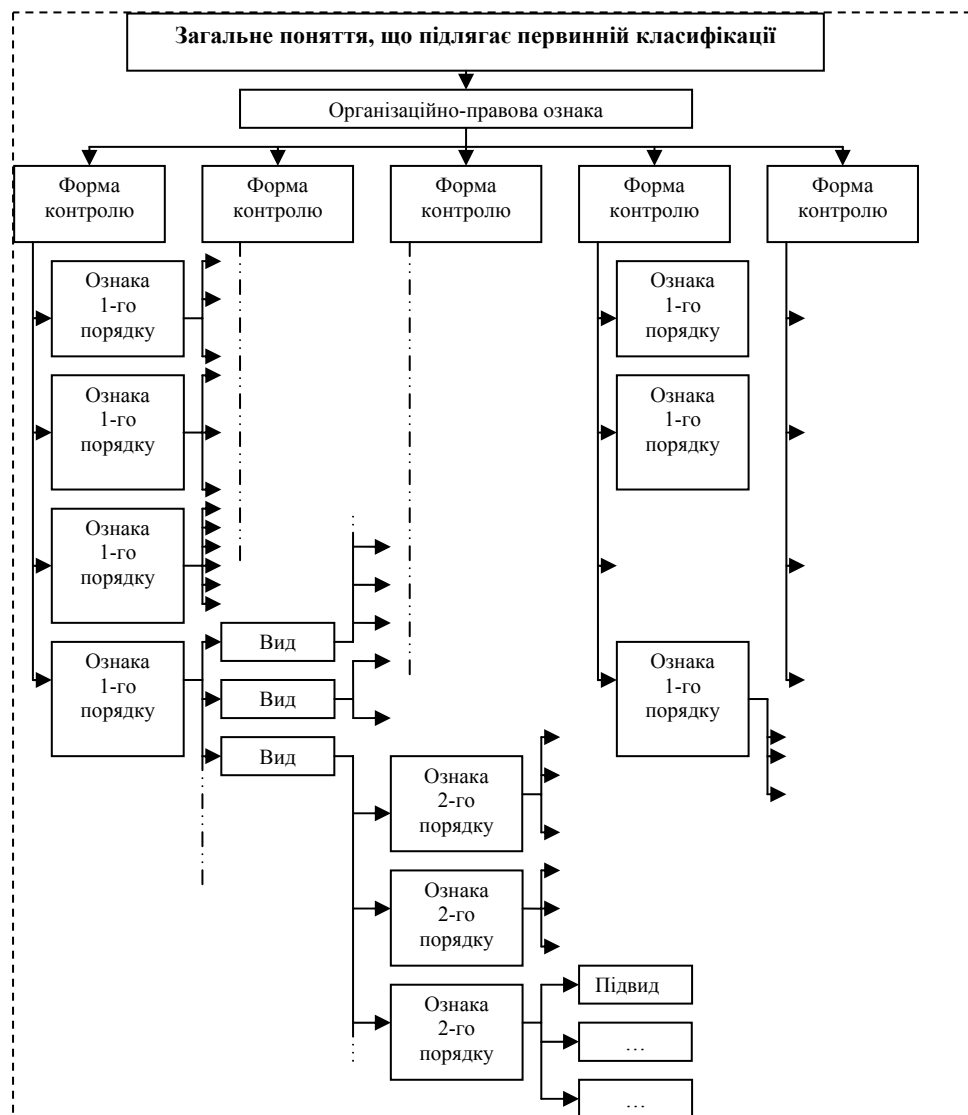 Загальне поняття, що підлягає первинній класифікації
Організаційно-правова ознака
Форма
контролю
Форма
контролю
Форма
контролю
Форма
контролю
Форма
контролю
Ознака
1-го
порядку
Ознака
1-го
порядку
Ознака
1-го
порядку
Ознака
1-го
порядку
Вид
Вид
Вид
Ознака
2-го
порядку
Ознака
2-го
порядку
Ознака
2-го
порядку
Підвид
…
…
Ознака
1-го
порядку
Ознака
1-го
порядку
Ознака
1-го
порядку